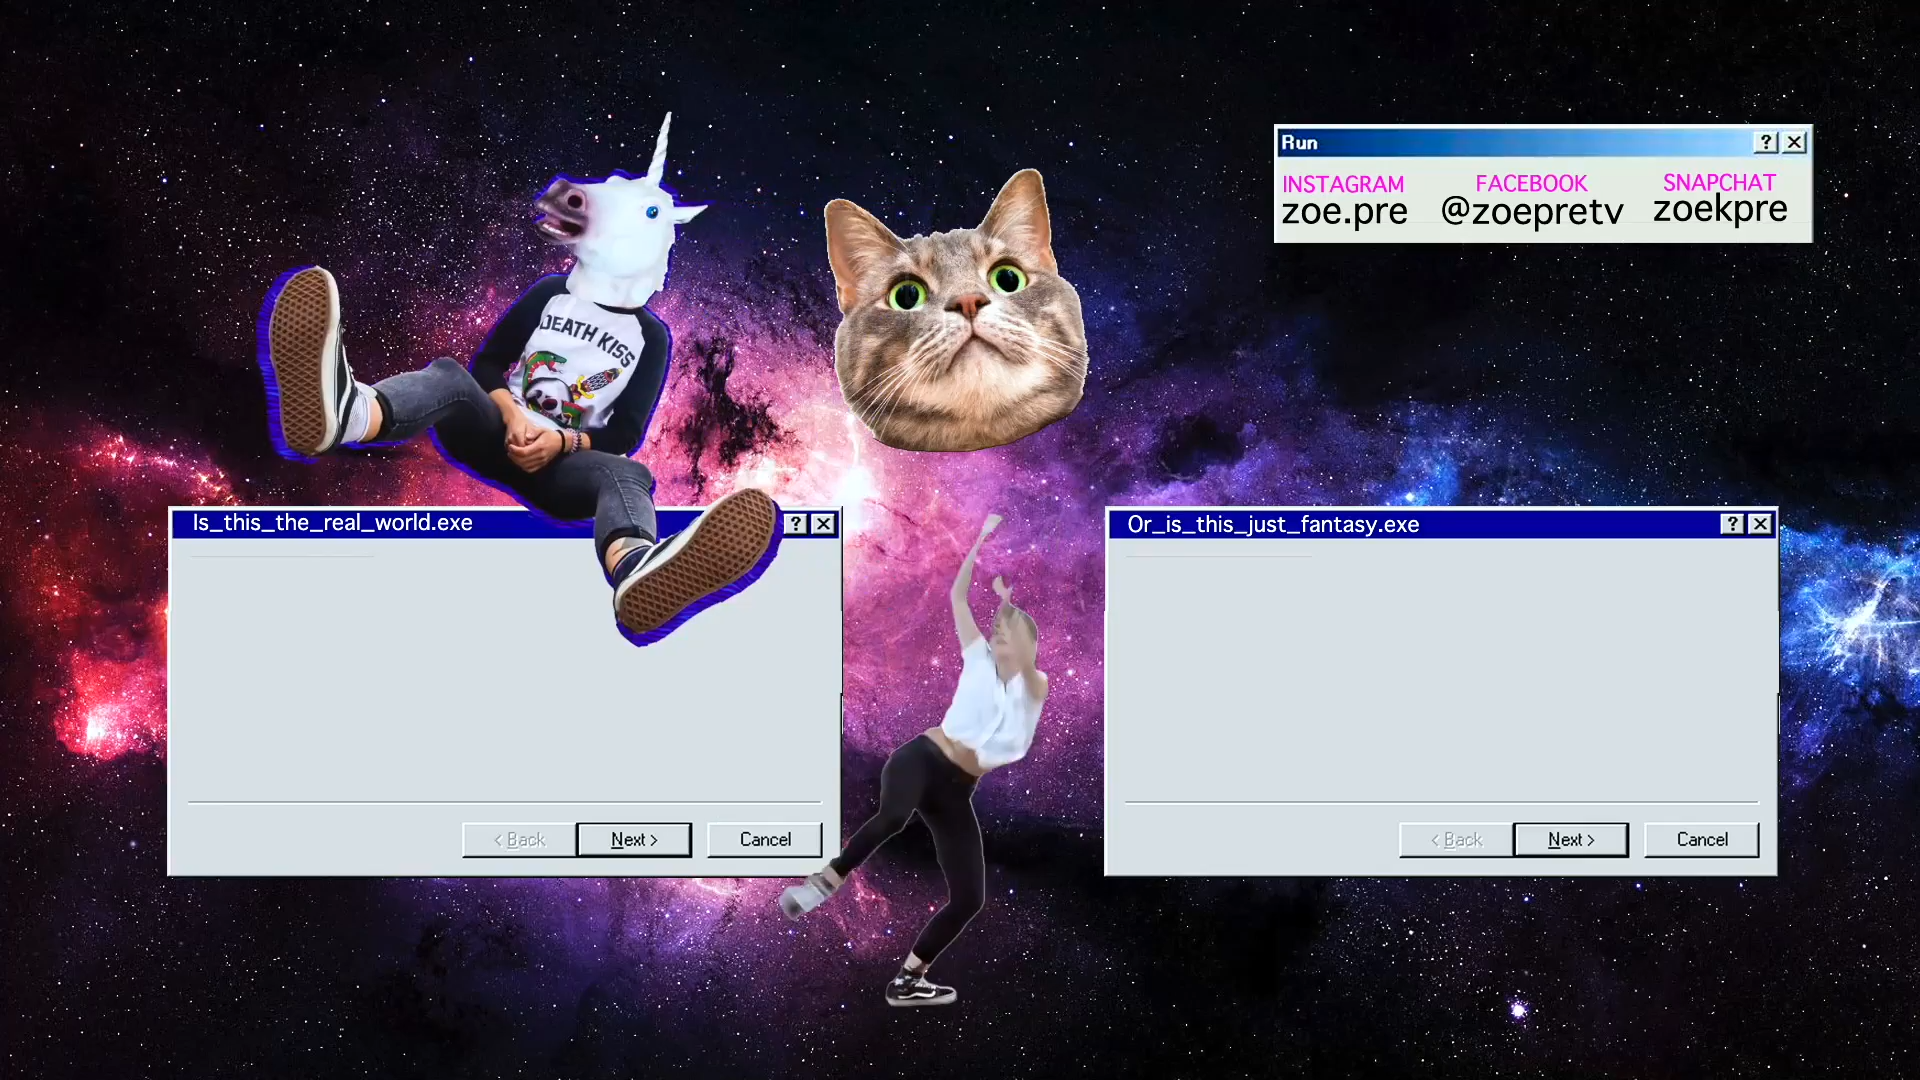 Run
INSTAGRAM FACEBOOK SNAPCHAT
zoe.pre @zoepretv zoekpre
DEATH KISS
Is_this_the_real_world.exe
< Back Next > Cancel
Or_is_this_just_fantasy.exe
< Back Next > Cancel